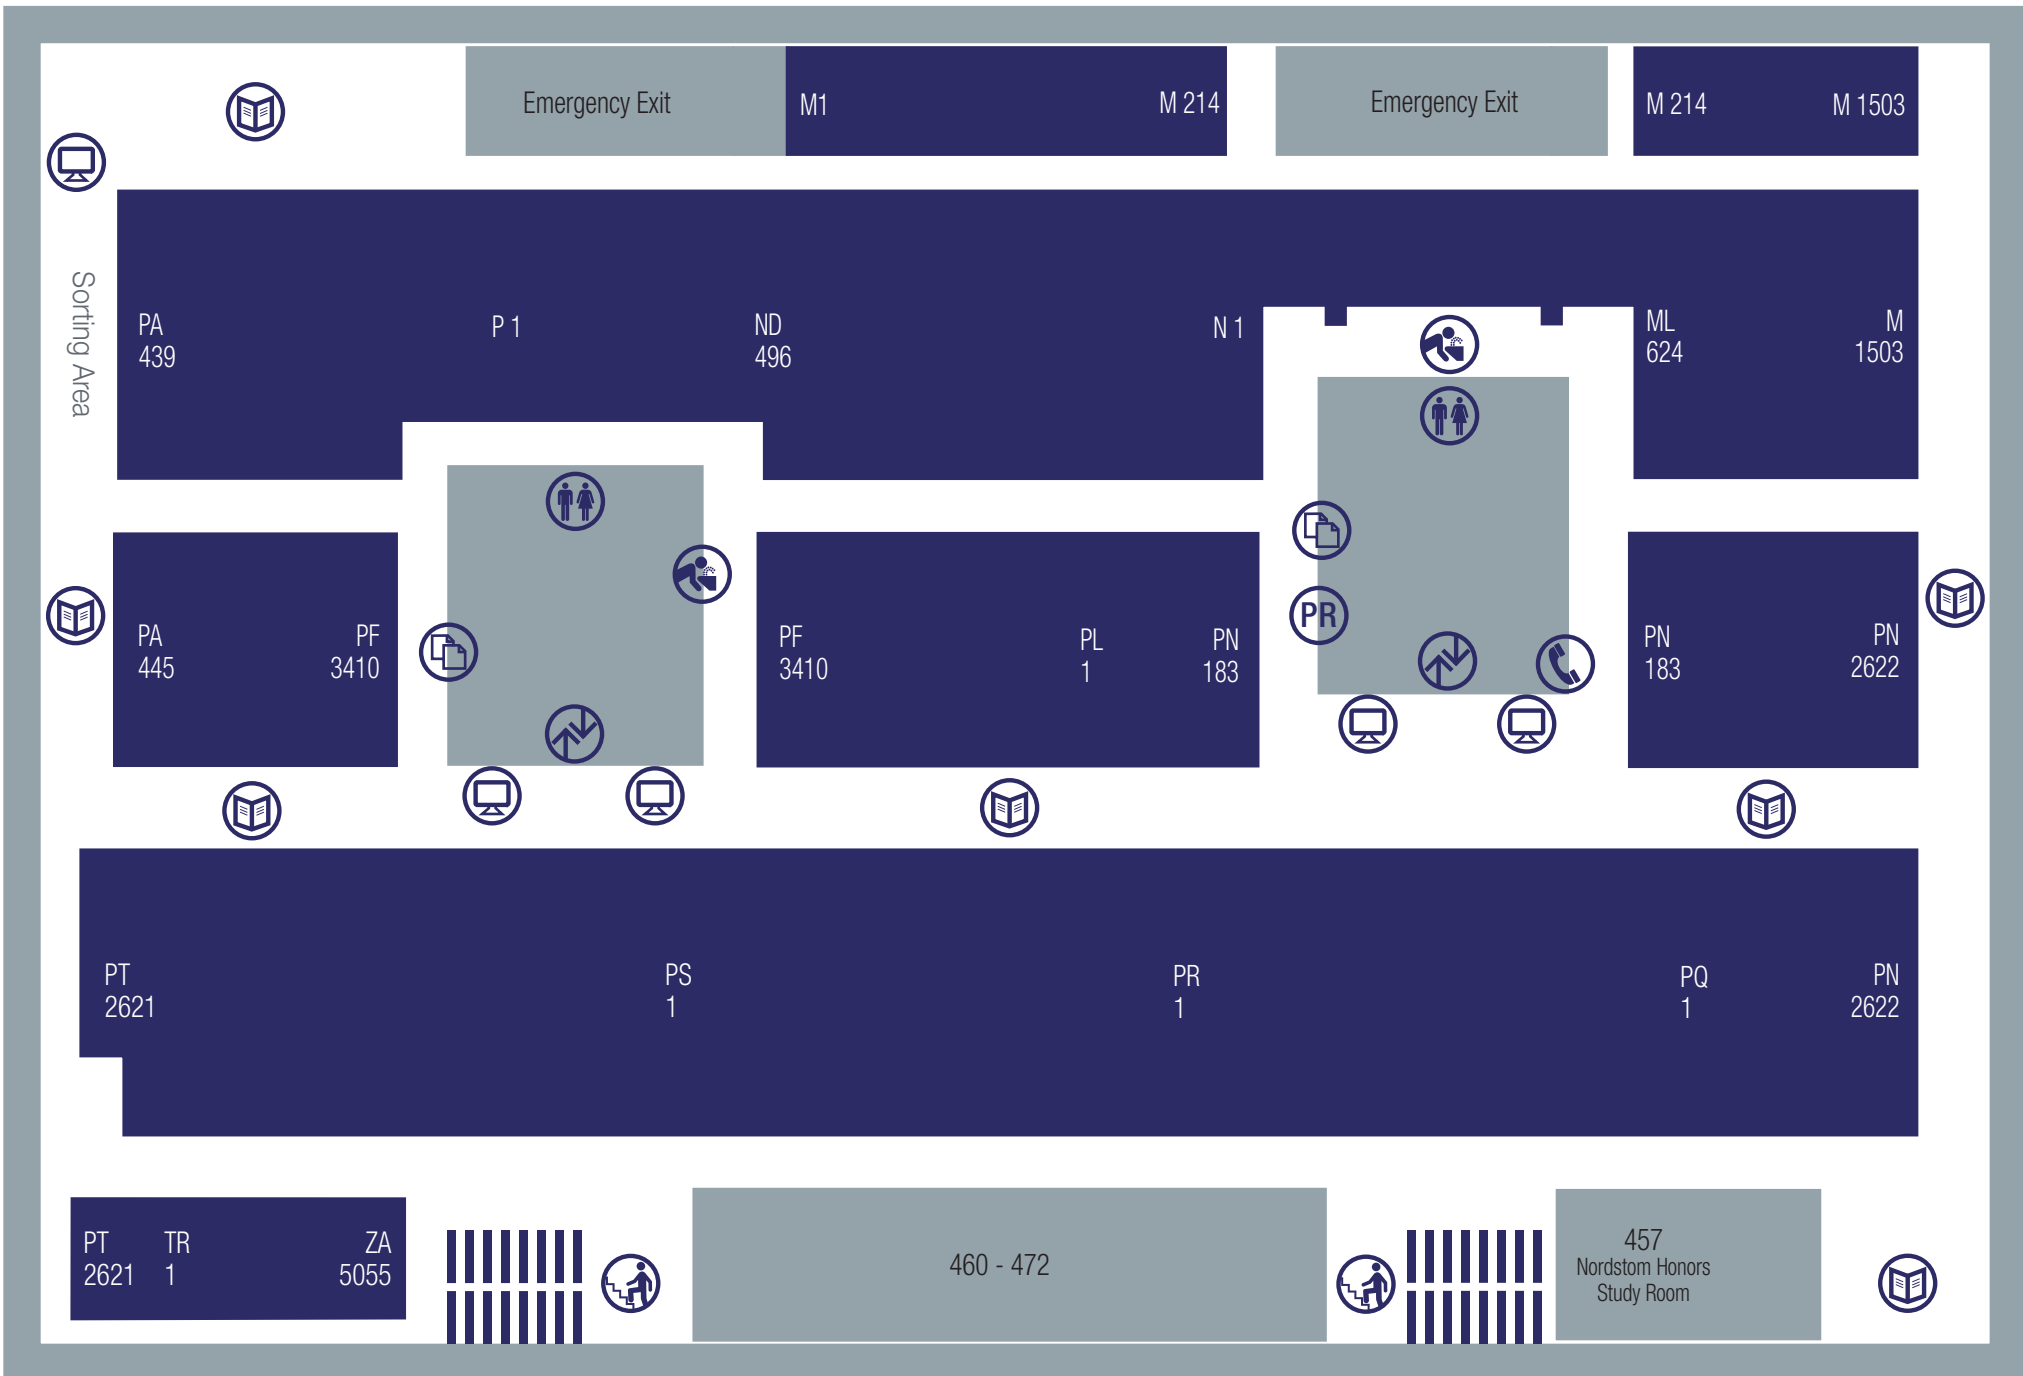 Emergency Exit
M1
M 214
Emergency Exit
M 214
M 1503
Sorting Area
PA
439
P 1
ND
496
N 1
ML
624
M
1503
PA
445
PF
3410
PF
3410
PL
1
PN
183
PR
PN
183
PN
2622
PT
2621
PS
1
PR
1
PQ
1
PN
2622
PT
2621
TR
1
ZA
5055
460 - 472
457
Nordstom Honors
Study Room